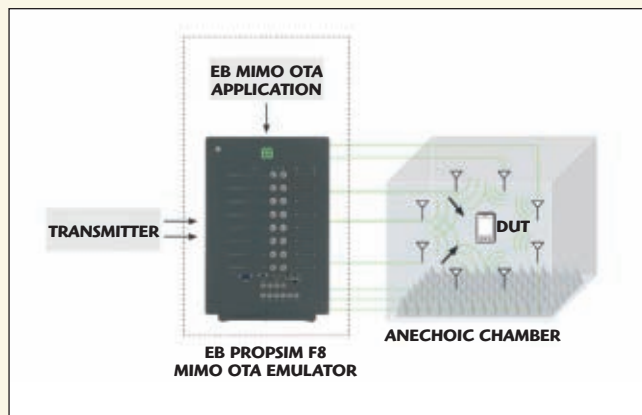 EB MIMO OTA
APPLICATION
TRANSMITTER
DUT
ANECHOIC CHAMBER
EB PROPSIM F8
MIMO OTA EMULATOR